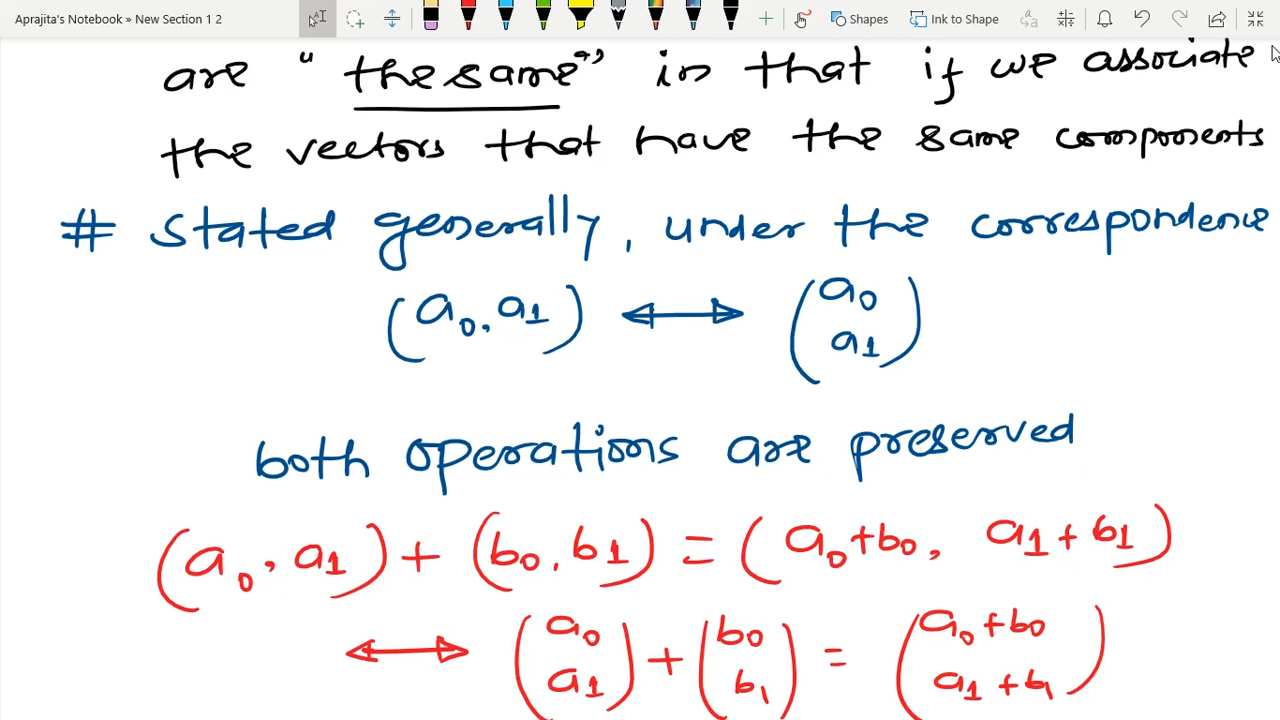 Aprajita's Notebook » New Section 1 2
Shapes Ink to Shape
are "the same" in that if we associate
the vectors that have the same components
# stated generally, under the correspondence
(a₀, a₁) ⟷ (a₀
a₁)
both operations are preserved
(a₀, a₁) + (b₀, b₁) = (a₀+b₀, a₁+b₁)
⟷ (a₀ a₁) + (b₀ b₁) = (a₀+b₀ a₁+b₁)